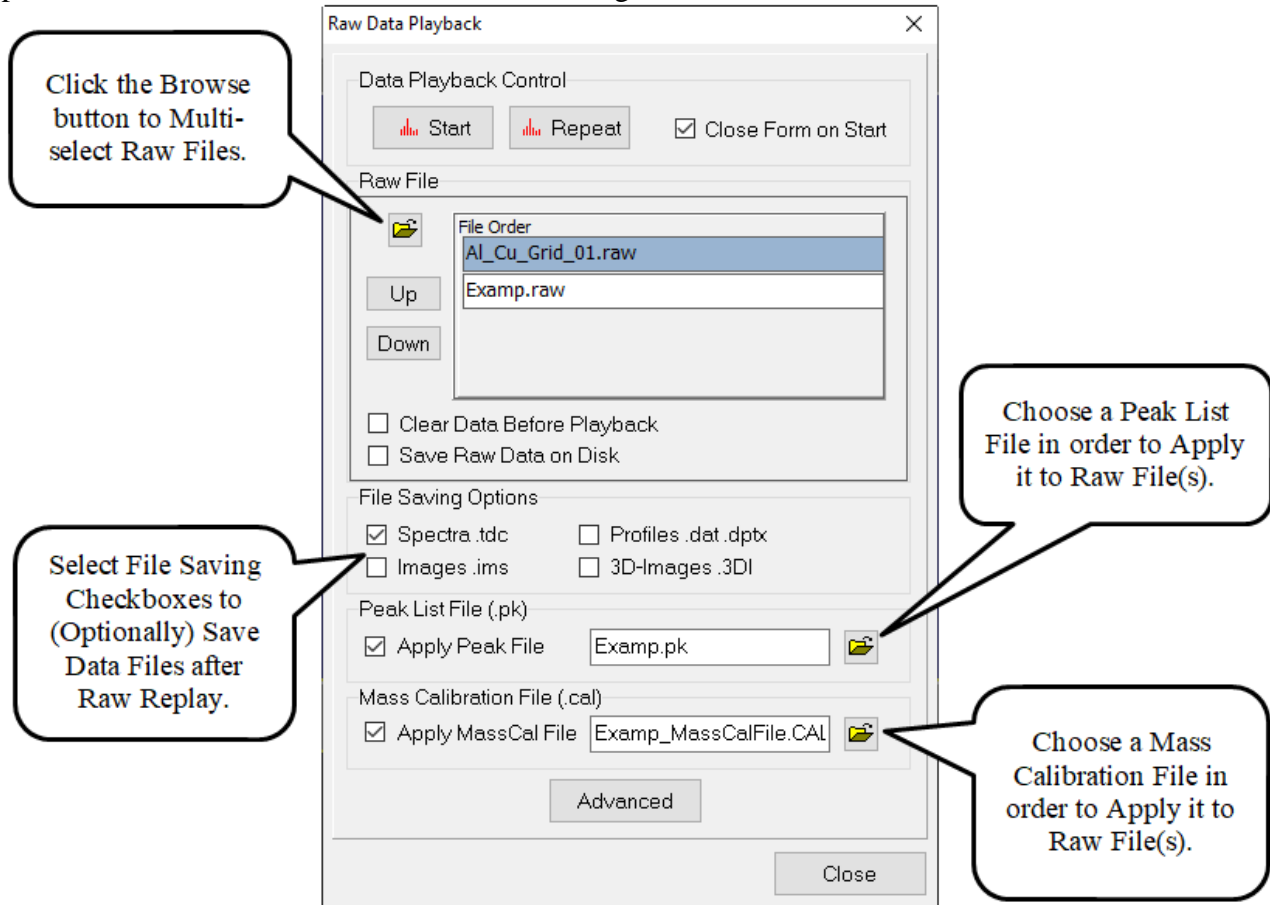 Raw Data Playback
Click the Browse
button to Multi-
select Raw Files.
Data Playback Control
Start
Repeat
Close Form on Start
Raw File
File Order
Al_Cu_Grid_01.raw
Examp.raw
Up
Down
Clear Data Before Playback
Save Raw Data on Disk
Choose a Peak List
File in order to Apply
it to Raw File(s).
File Saving Options
Spectra .tdc
Profiles .dat .dptx
Images .ims
3D-Images .3DI
Select File Saving
Checkboxes to
(Optionally) Save
Data Files after
Raw Replay.
Peak List File (.pk)
Apply Peak File
Examp.pk
Mass Calibration File (.cal)
Apply MassCal File
Examp_MassCalFile.CAL
Choose a Mass
Calibration File in
order to Apply it to
Raw File(s).
Advanced
Close